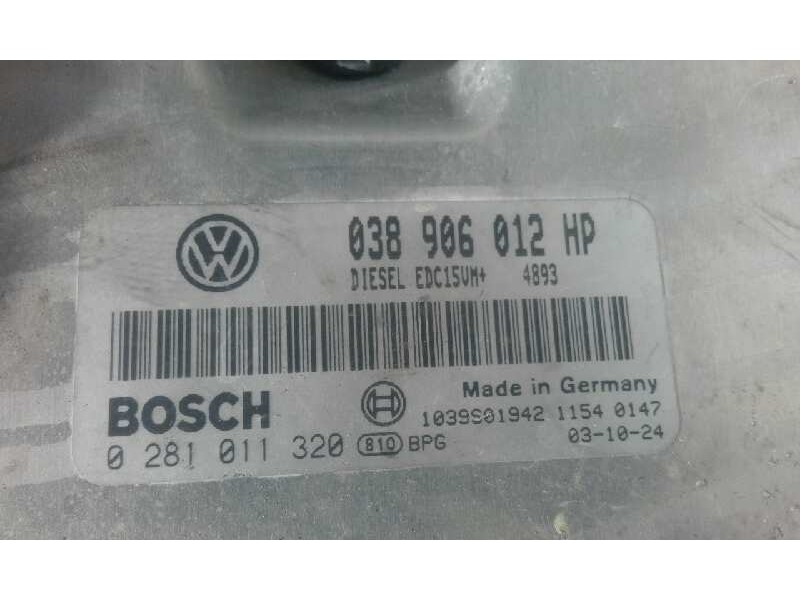 038 906 012 HP
DIESEL EDC15VM+ 4893
BOSCH
Made in Germany
1039S01942 1154 0147
0 281 011 320 810 BPG
03-10-24